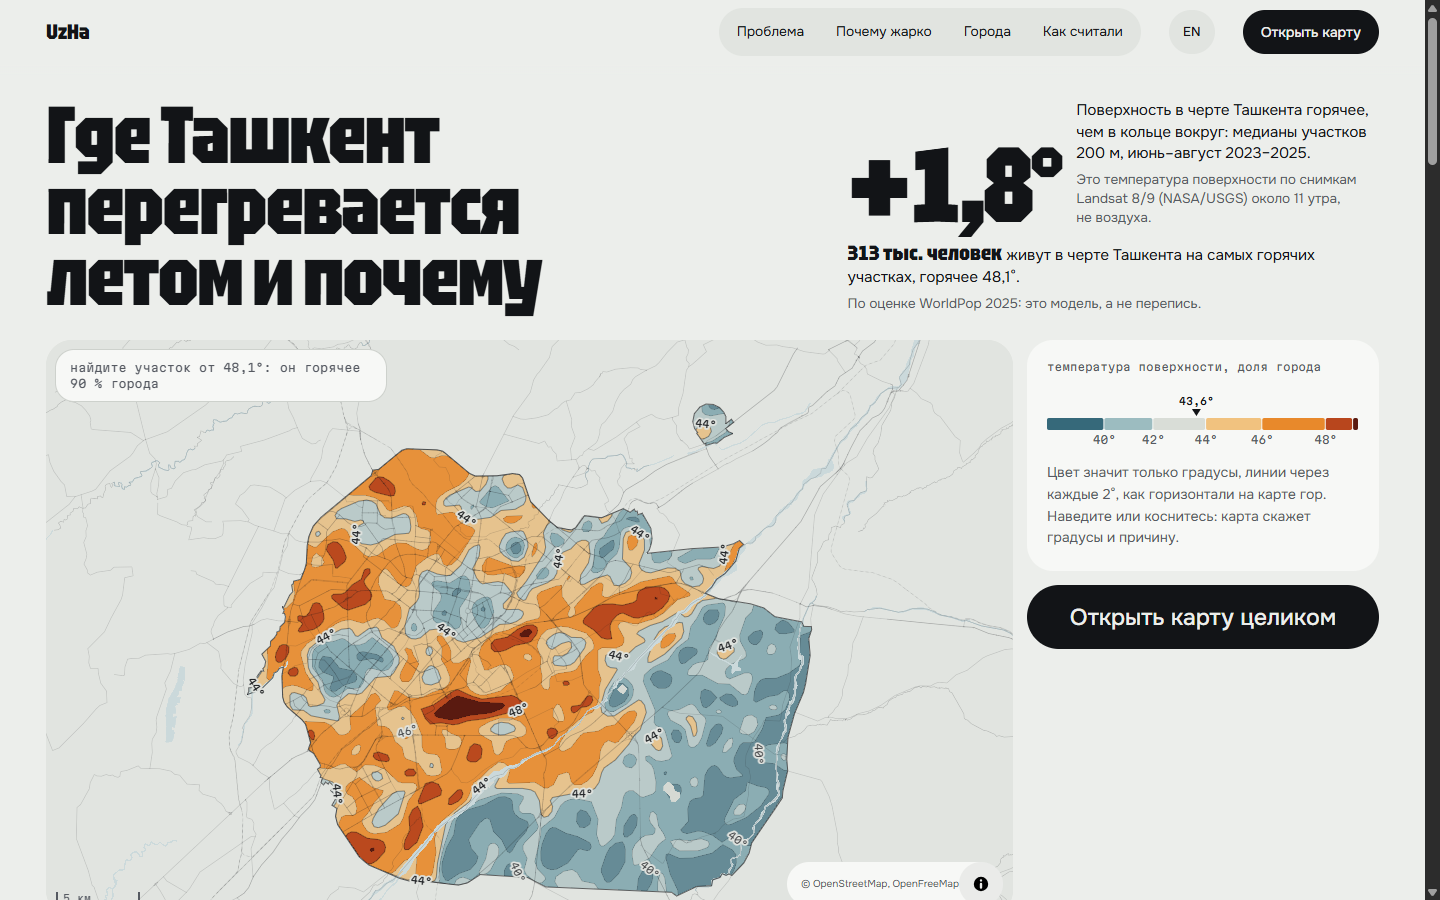 UzHa
Проблема
Почему жарко
Города
Как считали
EN
Открыть карту
Где Ташкент
перегревается
летом и почему
+1,8°
Поверхность в черте Ташкента горячее,
чем в кольце вокруг: медианы участков
200 м, июнь–август 2023–2025.
Это температура поверхности по снимкам
Landsat 8/9 (NASA/USGS) около 11 утра,
не воздуха.
313 тыс. человек живут в черте Ташкента на самых горячих
участках, горячее 48,1°.
По оценке WorldPop 2025: это модель, а не перепись.
найдите участок от 48,1°: он горячее
90 % города
44°
44°
44°
44°
44°
44°
44°
44°
44°
44°
44°
48°
46°
44°
40°
44°
44°
44°
40°
40°
40°
44°
5 км
© OpenStreetMap, OpenFreeMap
температура поверхности, доля города
43,6°
40°
42°
44°
46°
48°
Цвет значит только градусы, линии через
каждые 2°, как горизонтали на карте гор.
Наведите или коснитесь: карта скажет
градусы и причину.
Открыть карту целиком